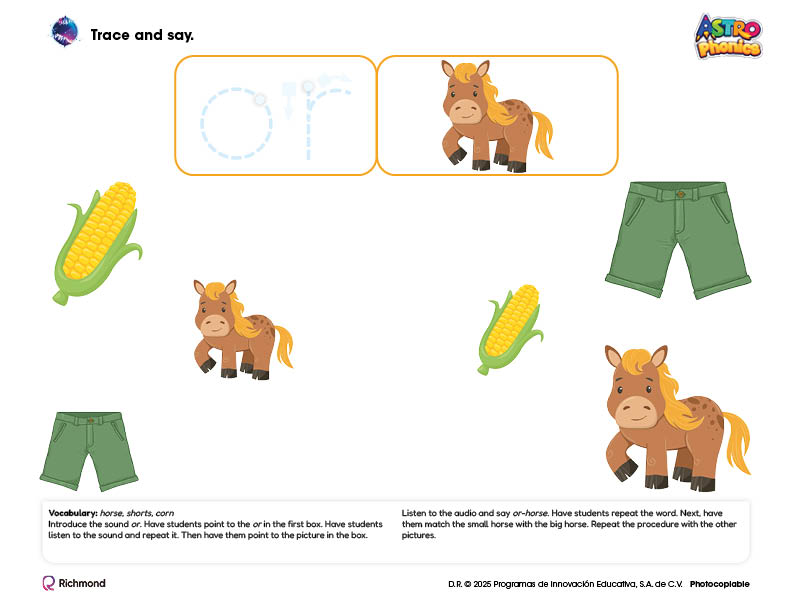 Trace and say.
ASTRO
Phonics
or
Vocabulary: horse, shorts, corn
Introduce the sound or. Have students point to the or in the first box. Have students
listen to the sound and repeat it. Then have them point to the picture in the box.
Listen to the audio and say or-horse. Have students repeat the word. Next, have
them match the small horse with the big horse. Repeat the procedure with the other
pictures.
Richmond
D.R. © 2025 Programas de Innovación Educativa, S.A. de C.V. Photocopiable